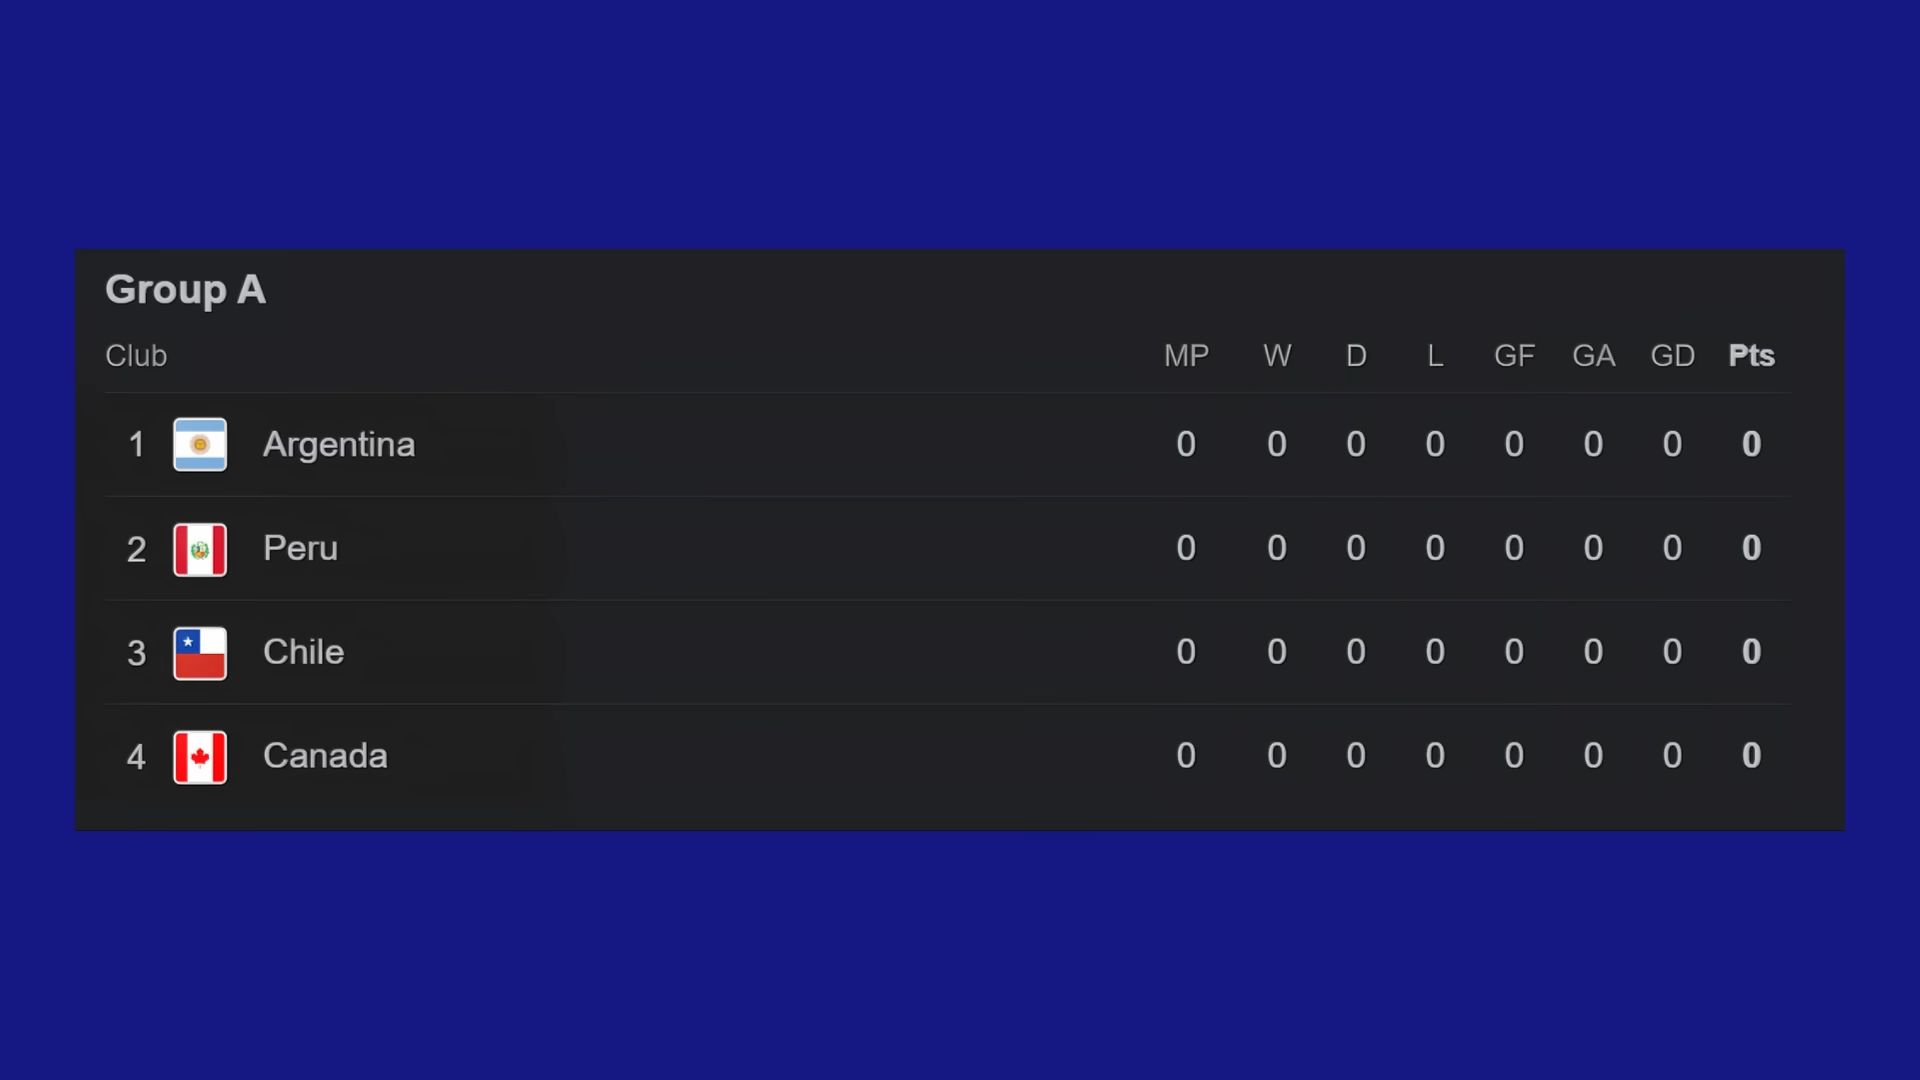 Group A
Club MP W D L GF GA GD Pts
1 Argentina 0 0 0 0 0 0 0 0
2 Peru 0 0 0 0 0 0 0 0
3 Chile 0 0 0 0 0 0 0 0
4 Canada 0 0 0 0 0 0 0 0